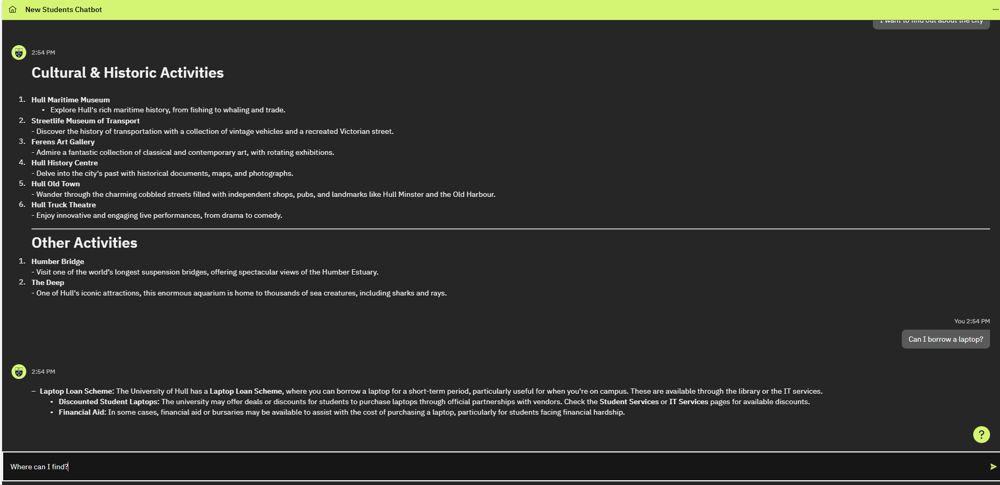 New Students Chatbot
I want to find out about the city
2:54 PM
Cultural & Historic Activities
1. Hull Maritime Museum
▪ Explore Hull's rich maritime history, from fishing to whaling and trade.
2. Streetlife Museum of Transport
- Discover the history of transportation with a collection of vintage vehicles and a recreated Victorian street.
3. Ferens Art Gallery
- Admire a fantastic collection of classical and contemporary art, with rotating exhibitions.
4. Hull History Centre
- Delve into the city's past with historical documents, maps, and photographs.
5. Hull Old Town
- Wander through the charming cobbled streets filled with independent shops, pubs, and landmarks like Hull Minster and the Old Harbour.
6. Hull Truck Theatre
- Enjoy innovative and engaging live performances, from drama to comedy.
Other Activities
1. Humber Bridge
- Visit one of the world’s longest suspension bridges, offering spectacular views of the Humber Estuary.
2. The Deep
- One of Hull's iconic attractions, this enormous aquarium is home to thousands of sea creatures, including sharks and rays.
You 2:54 PM
Can I borrow a laptop?
2:54 PM
– Laptop Loan Scheme: The University of Hull has a Laptop Loan Scheme, where you can borrow a laptop for a short-term period, particularly useful for when you're on campus. These are available through the library or the IT services.
▪ Discounted Student Laptops: The university may offer deals or discounts for students to purchase laptops through official partnerships with vendors. Check the Student Services or IT Services pages for available discounts.
▪ Financial Aid: In some cases, financial aid or bursaries may be available to assist with the cost of purchasing a laptop, particularly for students facing financial hardship.
?
Where can I find?